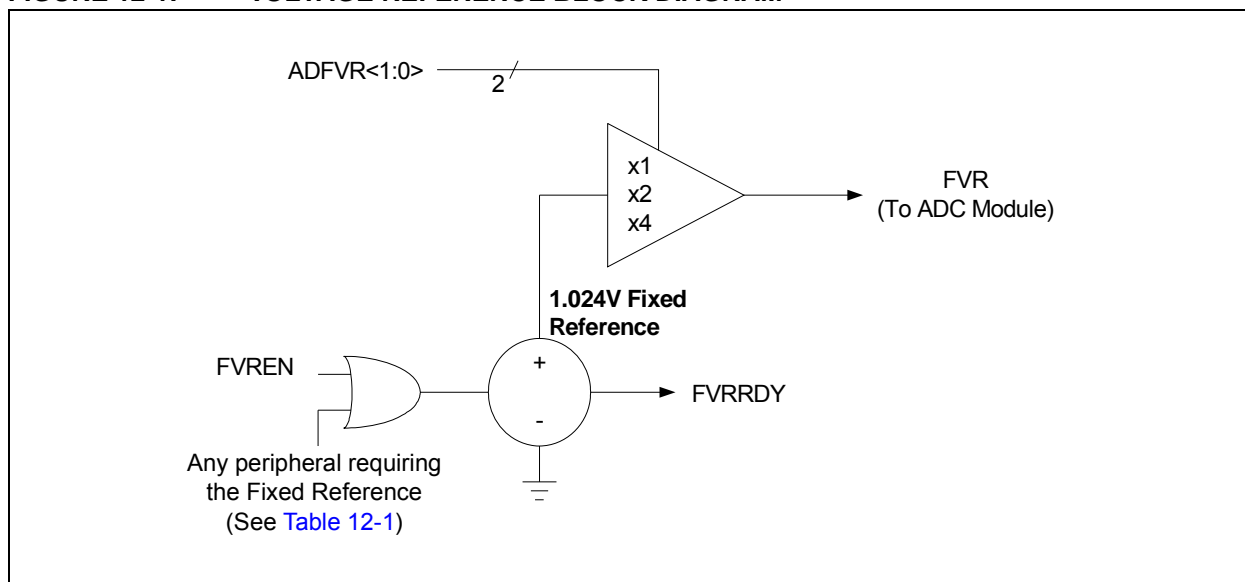 ADFVR<1:0>
2
x1
x2
x4
FVR
(To ADC Module)
1.024V Fixed
Reference
FVREN
+
-
FVRRDY
Any peripheral requiring
the Fixed Reference
(See Table 12-1)